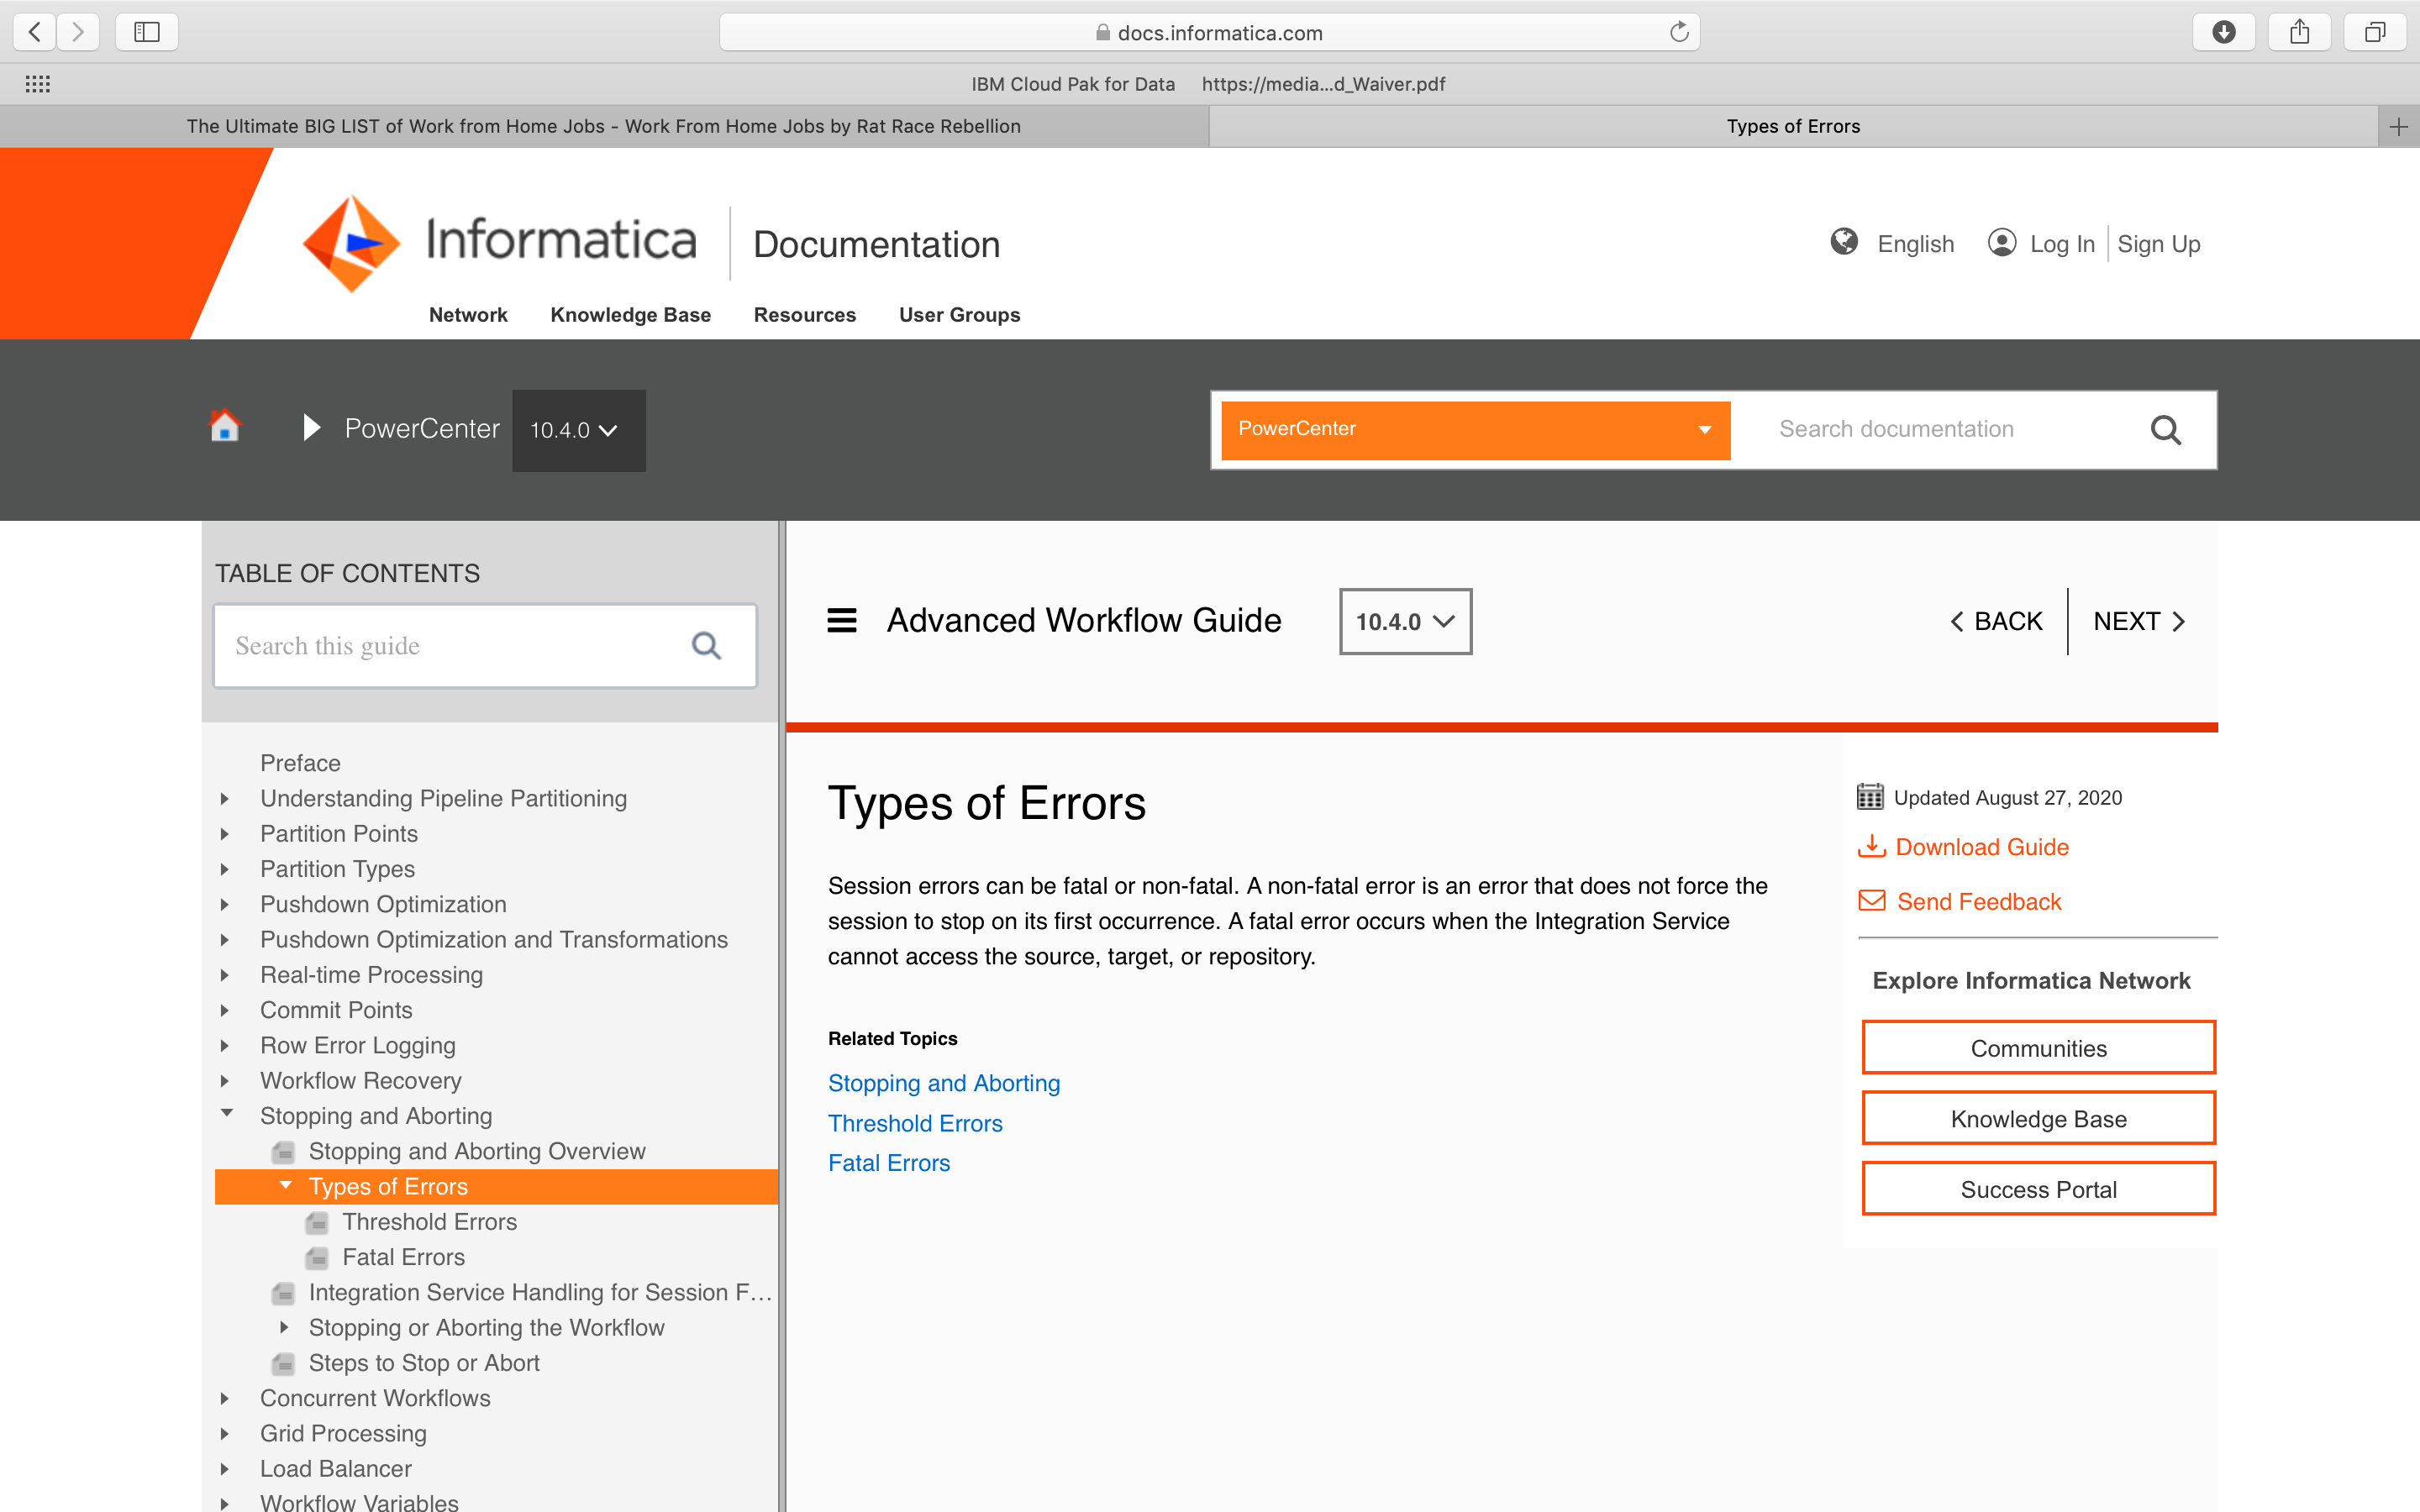 docs.informatica.com
IBM Cloud Pak for Data https://media...d_Waiver.pdf
The Ultimate BIG LIST of Work from Home Jobs - Work From Home Jobs by Rat Race Rebellion
Types of Errors
Informatica
Documentation
English
Log In
Sign Up
Network Knowledge Base Resources User Groups
PowerCenter
10.4.0
PowerCenter
Search documentation
TABLE OF CONTENTS
Search this guide
Preface
Understanding Pipeline Partitioning
Partition Points
Partition Types
Pushdown Optimization
Pushdown Optimization and Transformations
Real-time Processing
Commit Points
Row Error Logging
Workflow Recovery
Stopping and Aborting
Stopping and Aborting Overview
Types of Errors
Threshold Errors
Fatal Errors
Integration Service Handling for Session F...
Stopping or Aborting the Workflow
Steps to Stop or Abort
Concurrent Workflows
Grid Processing
Load Balancer
Workflow Variables
Advanced Workflow Guide
10.4.0
BACK
NEXT
Types of Errors
Session errors can be fatal or non-fatal. A non-fatal error is an error that does not force the
session to stop on its first occurrence. A fatal error occurs when the Integration Service
cannot access the source, target, or repository.
Related Topics
Stopping and Aborting
Threshold Errors
Fatal Errors
Updated August 27, 2020
Download Guide
Send Feedback
Explore Informatica Network
Communities
Knowledge Base
Success Portal